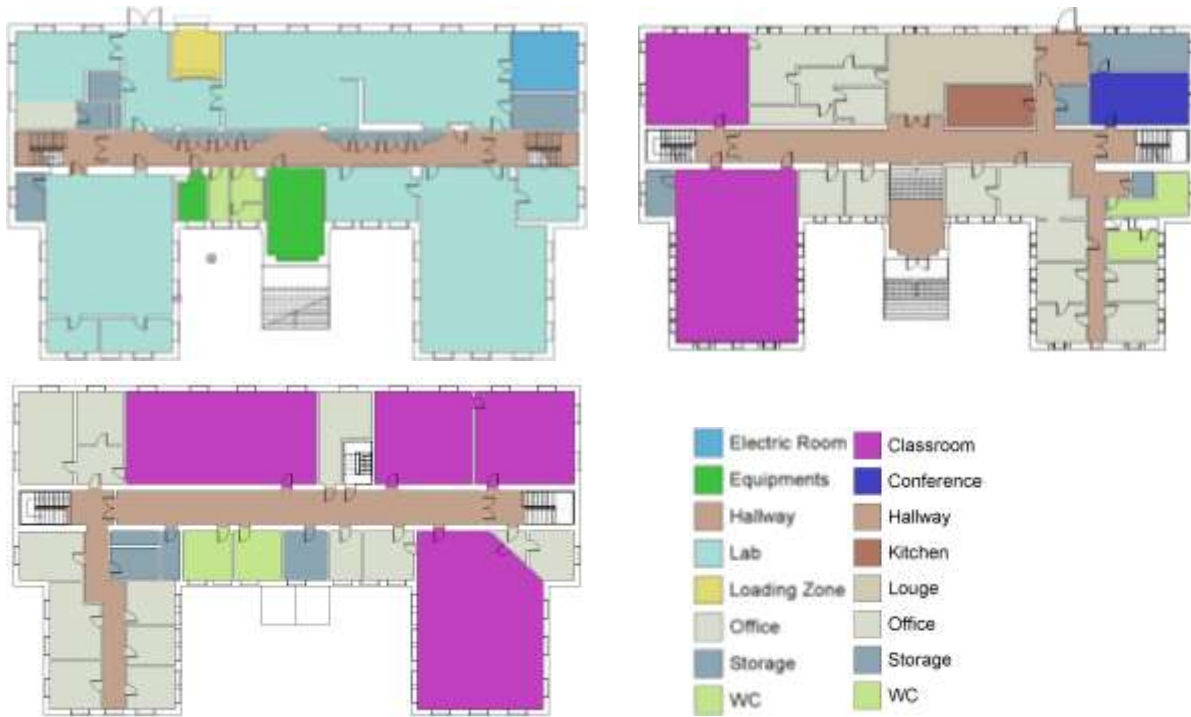 Electric Room
Equipments
Hallway
Lab
Loading Zone
Office
Storage
WC
Classroom
Conference
Hallway
Kitchen
Louge
Office
Storage
WC